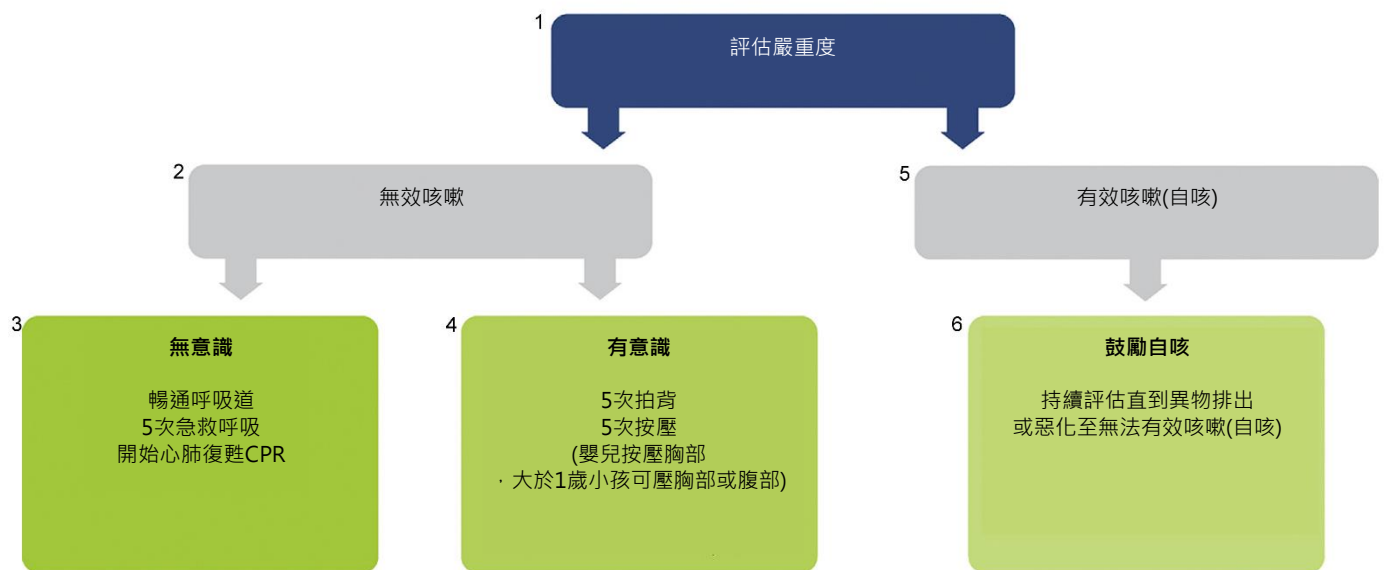 1
評估嚴重度
2
無效咳嗽
5
有效咳嗽(自咳)
3
無意識
暢通呼吸道
5次急救呼吸
開始心肺復甦CPR
4
有意識
5次拍背
5次按壓
(嬰兒按壓胸部
，大於1歲小孩可壓胸部或腹部)
6
鼓勵自咳
持續評估直到異物排出
或惡化至無法有效咳嗽(自咳)